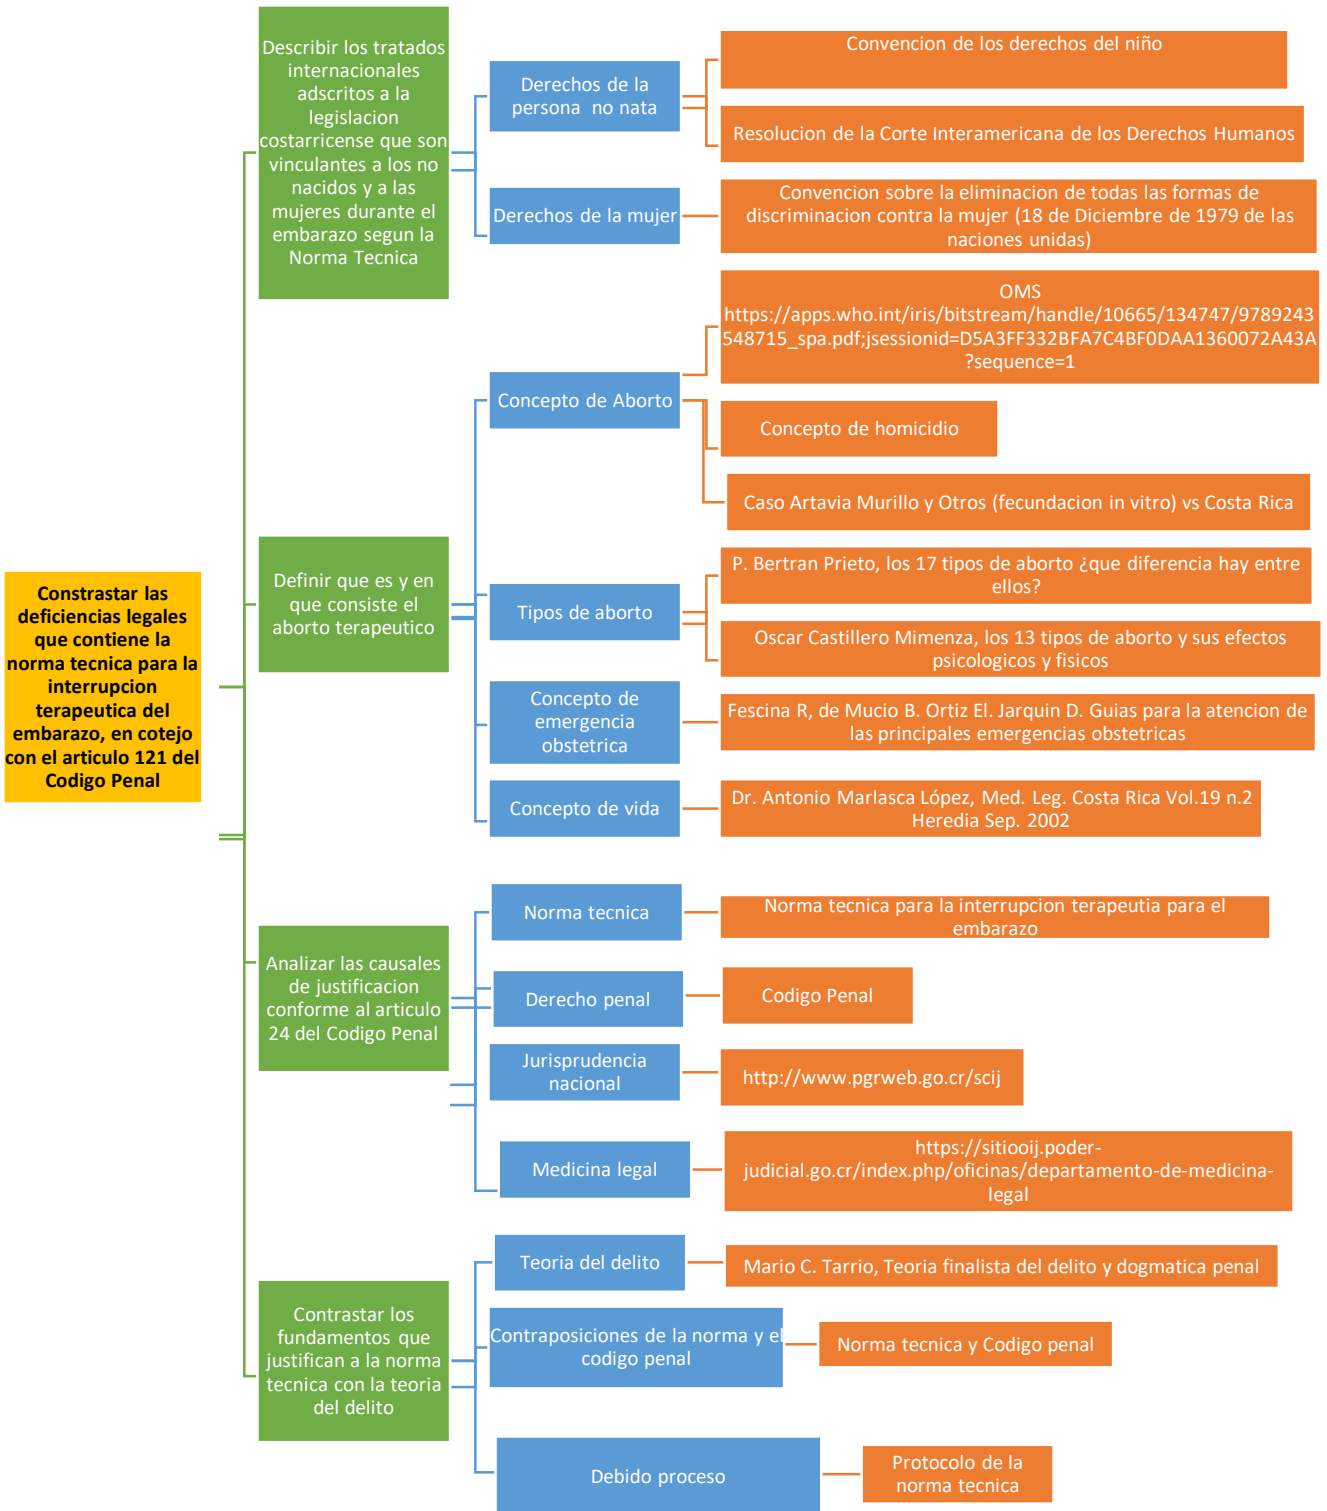 Constrastar las
deficiencias legales
que contiene la
norma tecnica para la
interrupcion
terapeutica del
embarazo, en cotejo
con el articulo 121 del
Codigo Penal
Describir los tratados
internacionales
adscritos a la
legislacion
costarricense que son
vinculantes a los no
nacidos y a las
mujeres durante el
embarazo segun la
Norma Tecnica
Derechos de la
persona no nata
Convencion de los derechos del niño
Resolucion de la Corte Interamericana de los Derechos Humanos
Derechos de la mujer
Convencion sobre la eliminacion de todas las formas de
discriminacion contra la mujer (18 de Diciembre de 1979 de las
naciones unidas)
Definir que es y en
que consiste el
aborto terapeutico
Concepto de Aborto
OMS
https://apps.who.int/iris/bitstream/handle/10665/134747/9789243
548715_spa.pdf;jsessionid=D5A3FF332BFA7C4BF0DAA1360072A43A
?sequence=1
Concepto de homicidio
Caso Artavia Murillo y Otros (fecundacion in vitro) vs Costa Rica
Tipos de aborto
P. Bertran Prieto, los 17 tipos de aborto ¿que diferencia hay entre
ellos?
Oscar Castillero Mimenza, los 13 tipos de aborto y sus efectos
psicologicos y fisicos
Concepto de
emergencia
obstetrica
Fescina R, de Mucio B. Ortiz El. Jarquin D. Guias para la atencion de
las principales emergencias obstetricas
Concepto de vida
Dr. Antonio Marlasca López, Med. Leg. Costa Rica Vol.19 n.2
Heredia Sep. 2002
Analizar las causales
de justificacion
conforme al articulo
24 del Codigo Penal
Norma tecnica
Norma tecnica para la interrupcion terapeutia para el
embarazo
Derecho penal
Codigo Penal
Jurisprudencia
nacional
http://www.pgrweb.go.cr/scij
Medicina legal
https://sitiooij.poder-
judicial.go.cr/index.php/oficinas/departamento-de-medicina-
legal
Contrastar los
fundamentos que
justifican a la norma
tecnica con la teoria
del delito
Teoria del delito
Mario C. Tarrio, Teoria finalista del delito y dogmatica penal
Contraposiciones de la norma y el
codigo penal
Norma tecnica y Codigo penal
Debido proceso
Protocolo de la
norma tecnica